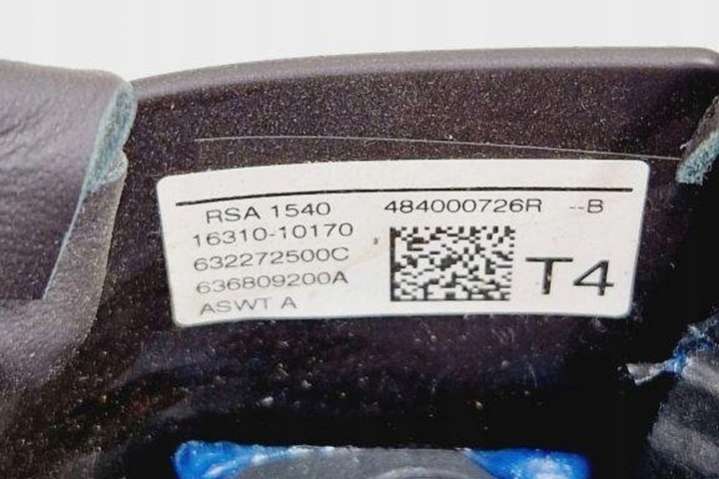 RSA 1540 484000726R --B
16310-10170
632272500C
636809200A
ASWT A
T4